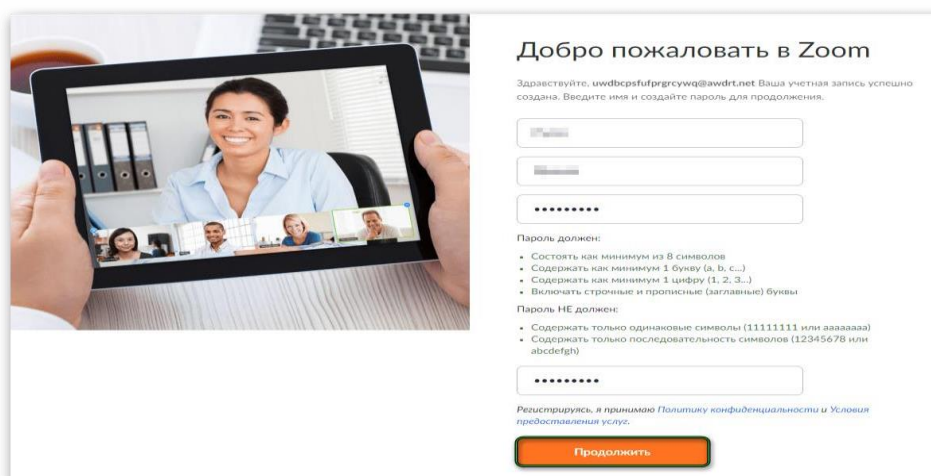 Добро пожаловать в Zoom
Здравствуйте, uwdbcpsfufprgrcywq@awdrt.net Ваша учетная запись успешно
создана. Введите имя и создайте пароль для продолжения.
•••••••••
Пароль должен:
• Состоять как минимум из 8 символов
• Содержать как минимум 1 букву (a, b, c...)
• Содержать как минимум 1 цифру (1, 2, 3...)
• Включать строчные и прописные (заглавные) буквы
Пароль НЕ должен:
• Содержать только одинаковые символы (11111111 или aaaaaaaa)
• Содержать только последовательность символов (12345678 или
abcdefgh)
•••••••••
Регистрируясь, я принимаю Политику конфиденциальности и Условия
предоставления услуг.
Продолжить